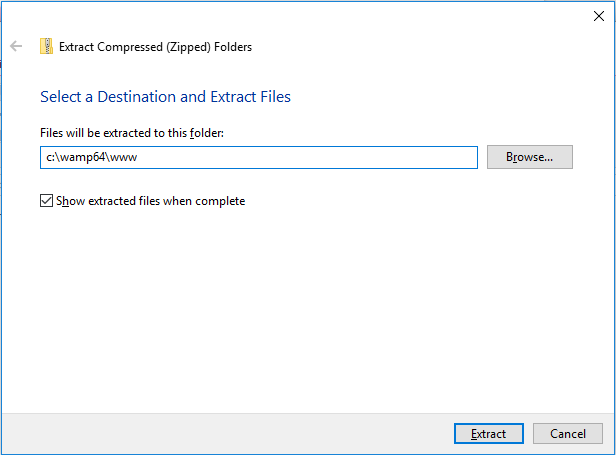 Extract Compressed (Zipped) Folders
Select a Destination and Extract Files
Files will be extracted to this folder:
c:\wamp64\www
Browse...
Show extracted files when complete
Extract
Cancel